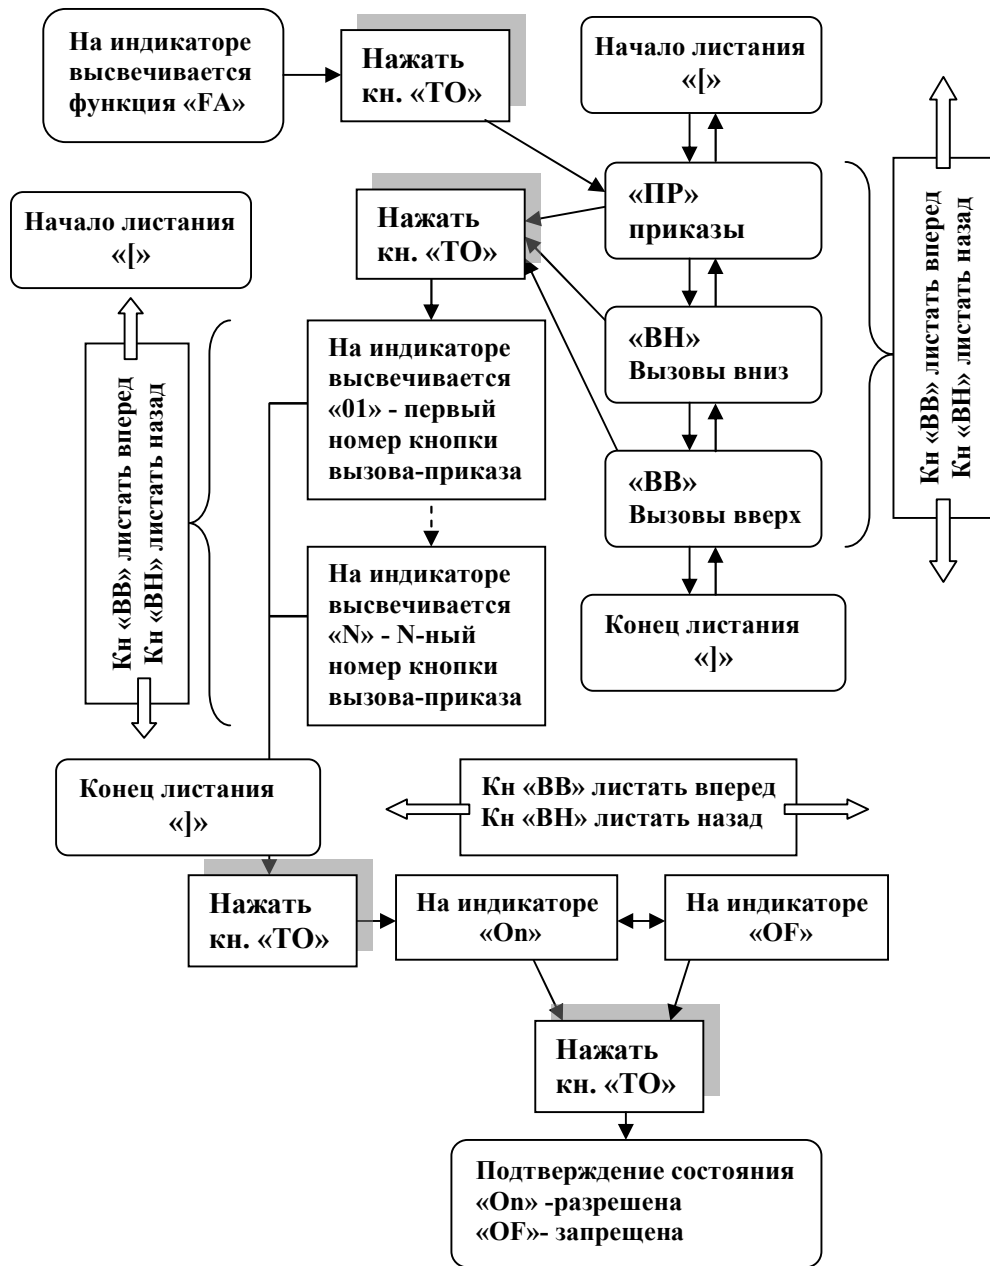 На индикаторе
высвечивается
функция «FA»
Нажать
кн. «ТО»
Начало листания
«[»
«ПР»
приказы
Кн «ВВ» листать вперед
Кн «ВН» листать назад
Начало листания
«[»
Нажать
кн. «ТО»
«ВН»
Вызовы вниз
На индикаторе
высвечивается
«01» - первый
номер кнопки
вызова-приказа
Кн «ВВ» листать вперед
Кн «ВН» листать назад
«ВВ»
Вызовы вверх
На индикаторе
высвечивается
«N» - N-ный
номер кнопки
вызова-приказа
Конец листания
«]»
Конец листания
«]»
Кн «ВВ» листать вперед
Кн «ВН» листать назад
Нажать
кн. «ТО»
На индикаторе
«On»
На индикаторе
«OF»
Нажать
кн. «ТО»
Подтверждение состояния
«On» -разрешена
«OF»- запрещена